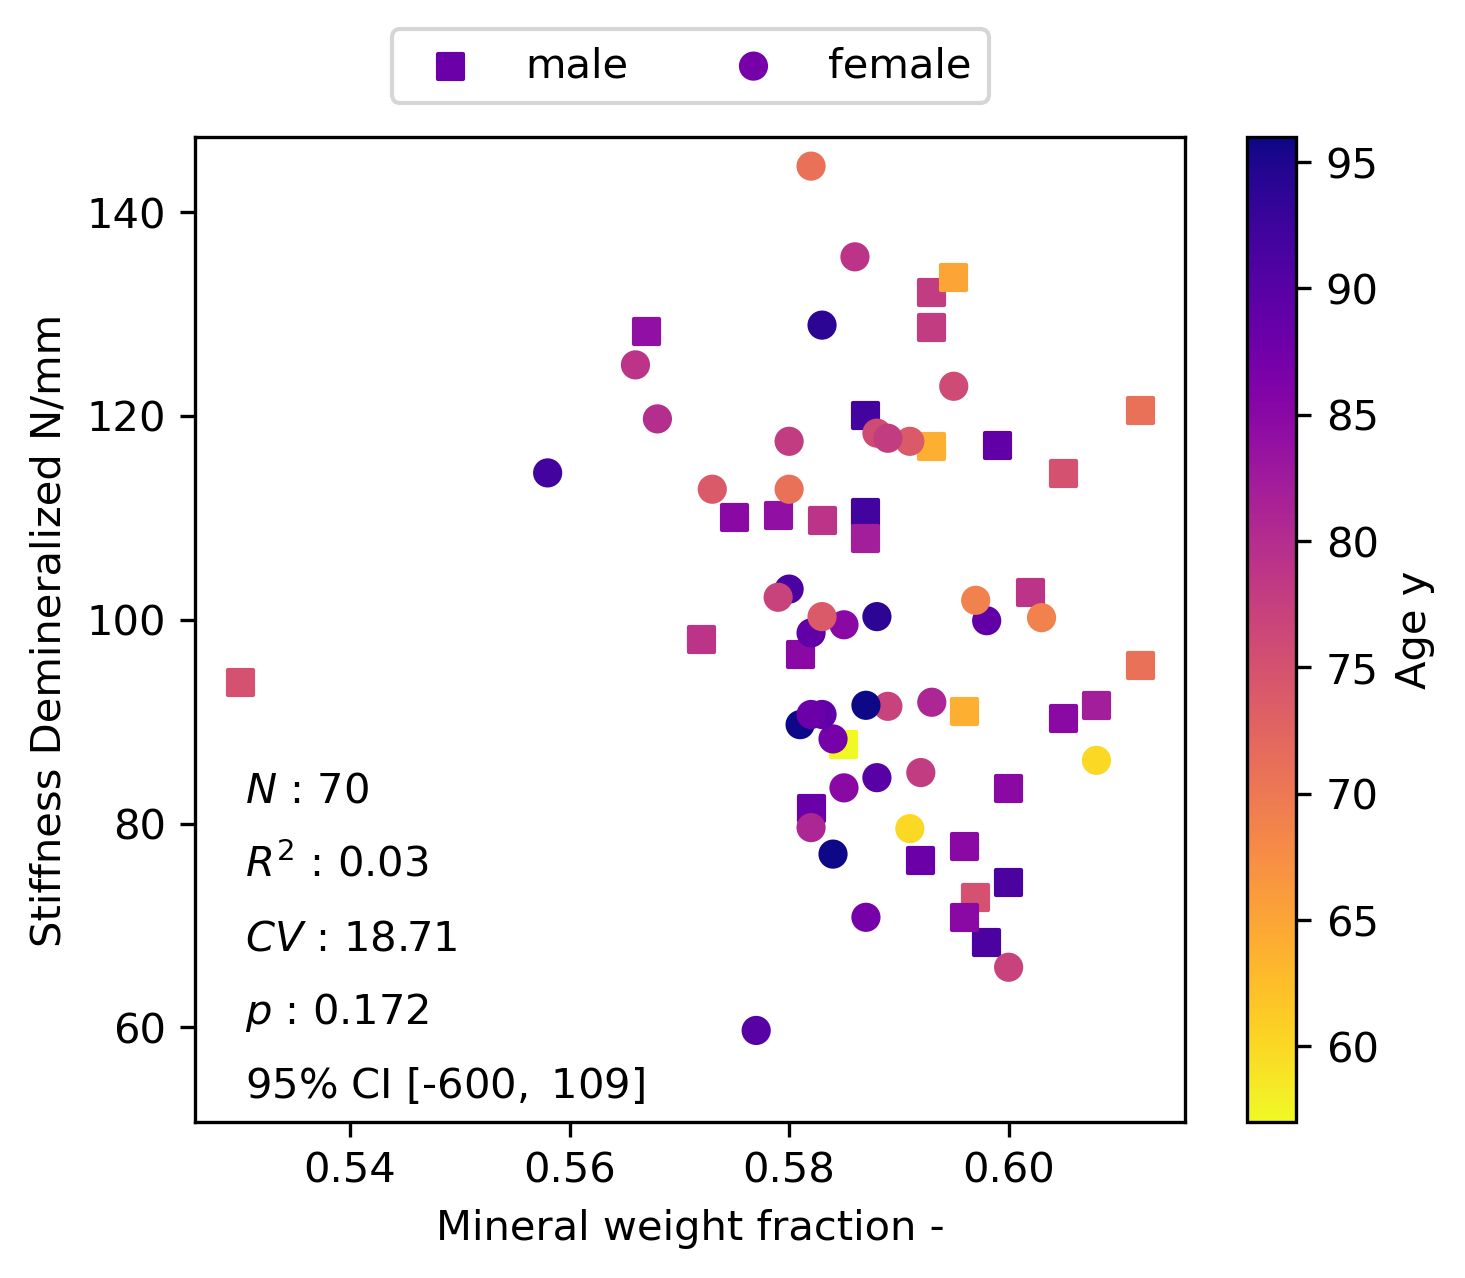 male female
140
120
100
80
60
Stiffness Demineralized N/mm
N : 70
R² : 0.03
CV : 18.71
p : 0.172
95% CI [-600, 109]
0.54 0.56 0.58 0.60
Mineral weight fraction -
95
90
85
80
75
70
65
60
Age y